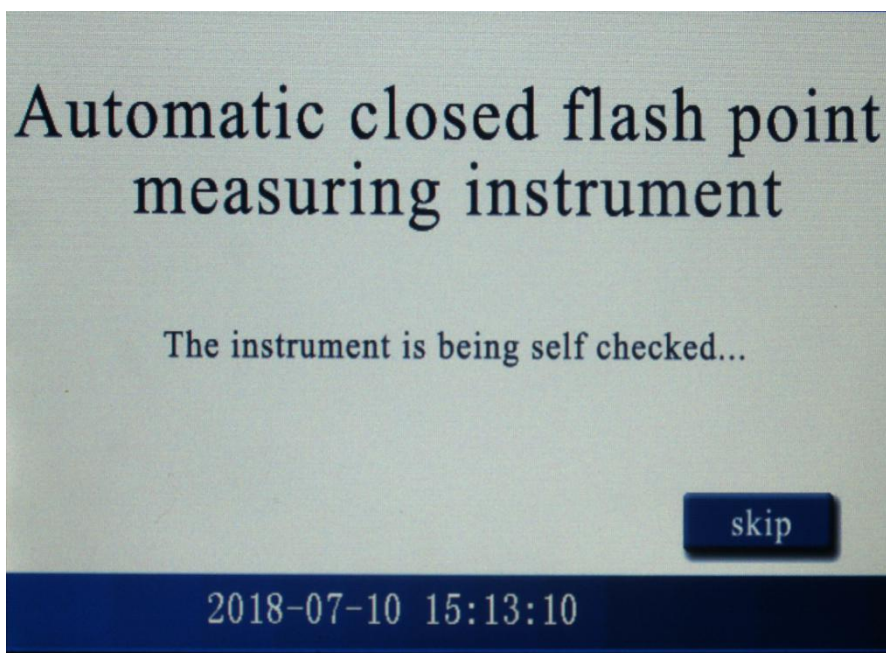 Automatic closed flash point
measuring instrument
The instrument is being self checked...
skip
2018-07-10 15:13:10